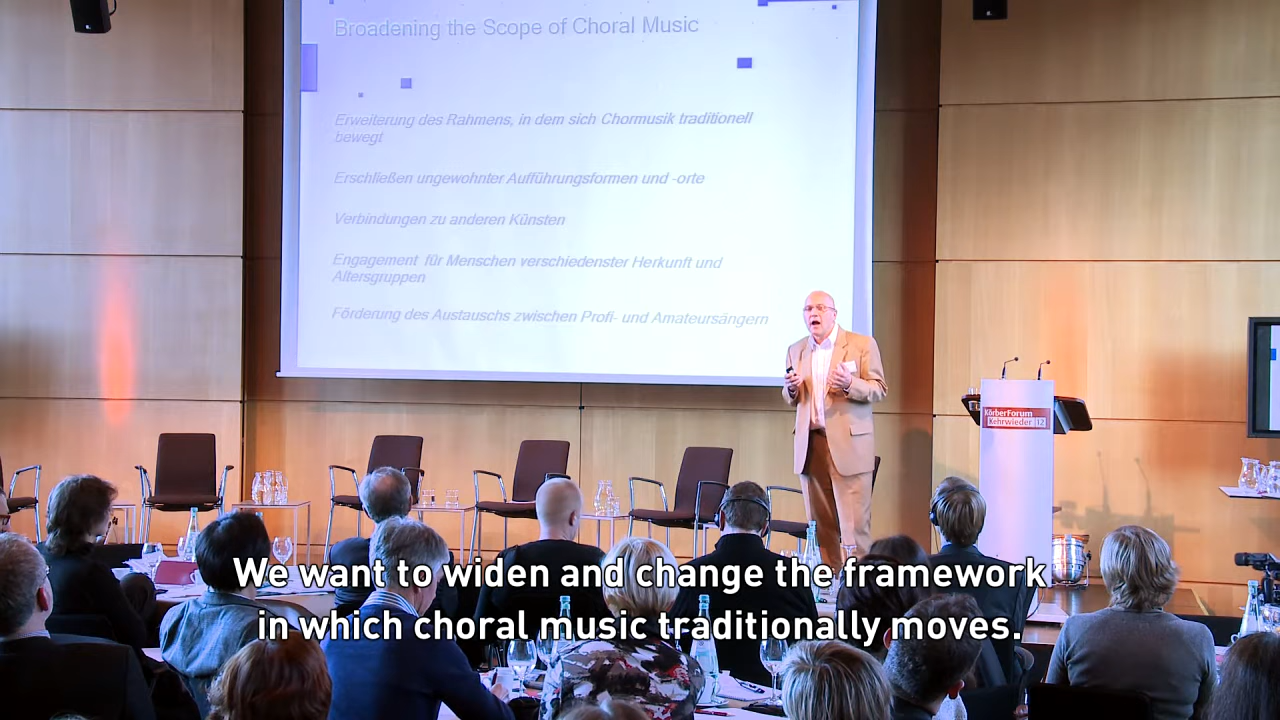 Broadening the Scope of Choral Music
Erweiterung des Rahmens, in dem sich Chormusik traditionell
bewegt
Erschließen ungewohnter Aufführungsformen und -orte
Verbindungen zu anderen Künsten
Engagement für Menschen verschiedenster Herkunft und
Altersgruppen
Förderung des Austauschs zwischen Profi- und Amateursängern
KörberForum
Kehrwieder 12
We want to widen and change the framework
in which choral music traditionally moves.